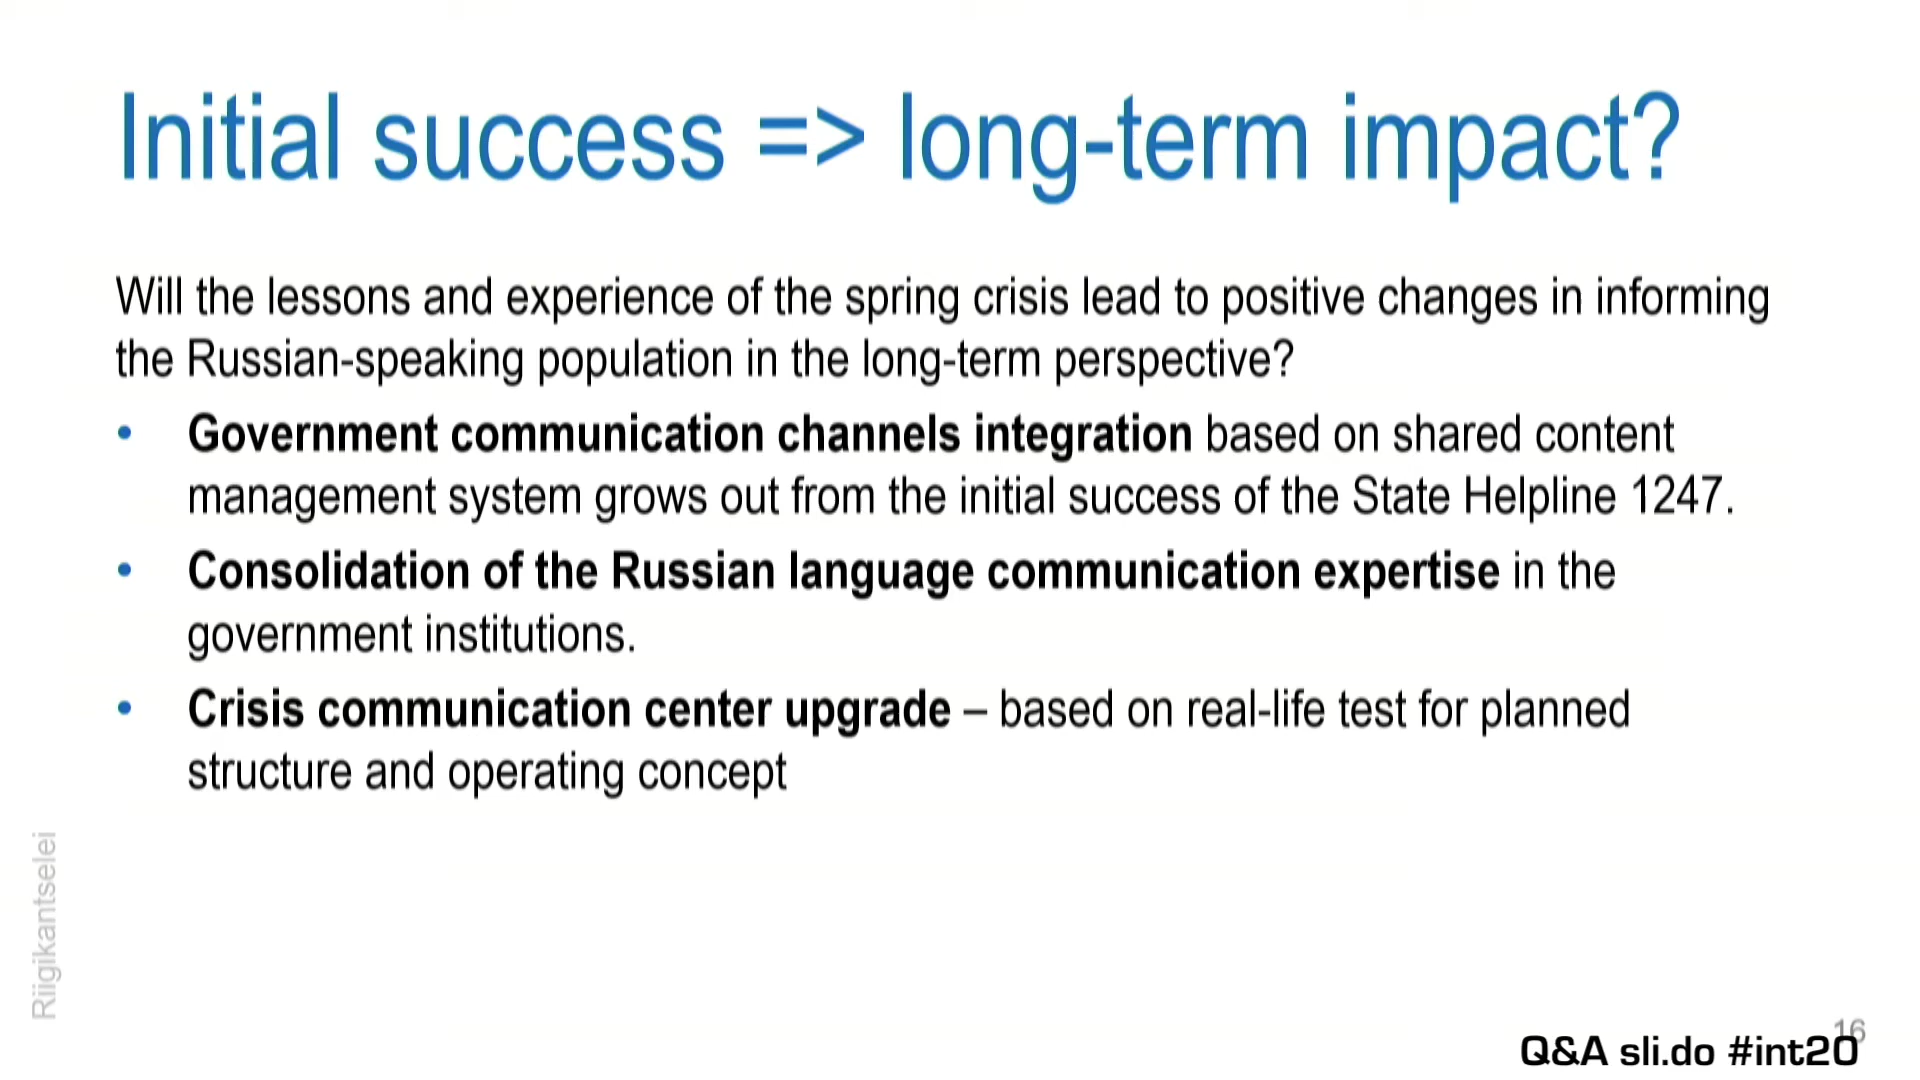 Initial success => long-term impact?
Will the lessons and experience of the spring crisis lead to positive changes in informing
the Russian-speaking population in the long-term perspective?
• Government communication channels integration based on shared content
management system grows out from the initial success of the State Helpline 1247.
• Consolidation of the Russian language communication expertise in the
government institutions.
• Crisis communication center upgrade – based on real-life test for planned
structure and operating concept
Riigikantselei
16
Q&A sli.do #int20